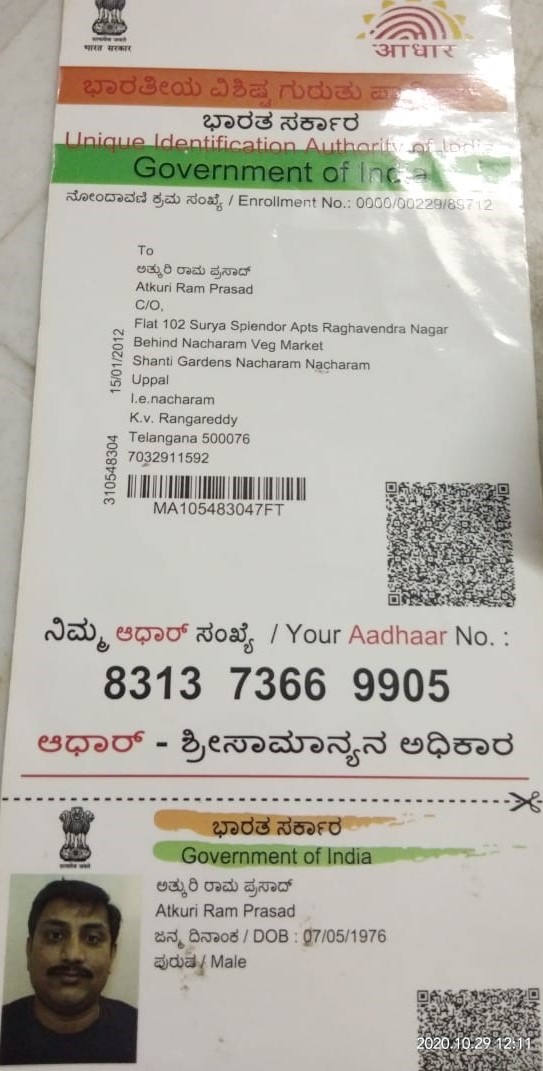 भारत सरकार
आधार
ಭಾರತೀಯ ವಿಶಿಷ್ಟ ಗುರುತು
ಭಾರತ ಸರ್ಕಾರ
Unique Identification Authority of India
Government of India
ನೋಂದಾವಣಿ ಕ್ರಮ ಸಂಖ್ಯೆ / Enrollment No.: 0000/00229/89712
To
ಅತ್ಕುರಿ ರಾಮ ಪ್ರಸಾದ್
Atkuri Ram Prasad
C/O,
Flat 102 Surya Splendor Apts Raghavendra Nagar
Behind Nacharam Veg Market
Shanti Gardens Nacharam Nacharam
Uppal
I.e.nacharam
K.v. Rangareddy
Telangana 500076
7032911592
15/01/2012
310548304
MA105483047FT
ನಿಮ್ಮ ಆಧಾರ್ ಸಂಖ್ಯೆ / Your Aadhaar No. :
8313 7366 9905
ಆಧಾರ್ - ಶ್ರೀಸಾಮಾನ್ಯನ ಅಧಿಕಾರ
ಭಾರತ ಸರ್ಕಾರ
Government of India
ಅತ್ಕುರಿ ರಾಮ ಪ್ರಸಾದ್
Atkuri Ram Prasad
ಜನ್ಮ ದಿನಾಂಕ / DOB : 07/05/1976
ಪುರುಷ / Male
2020.10.29 12:11